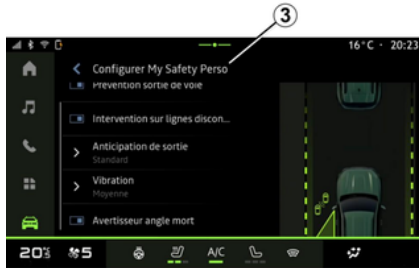 3
16°C · 20:23
Configurer My Safety Perso
Prévention sortie de voie
Intervention sur lignes discon...
Anticipation de sortie
Standard
Vibration
Moyenne
Avertisseur angle mort
20.5 5 A/C